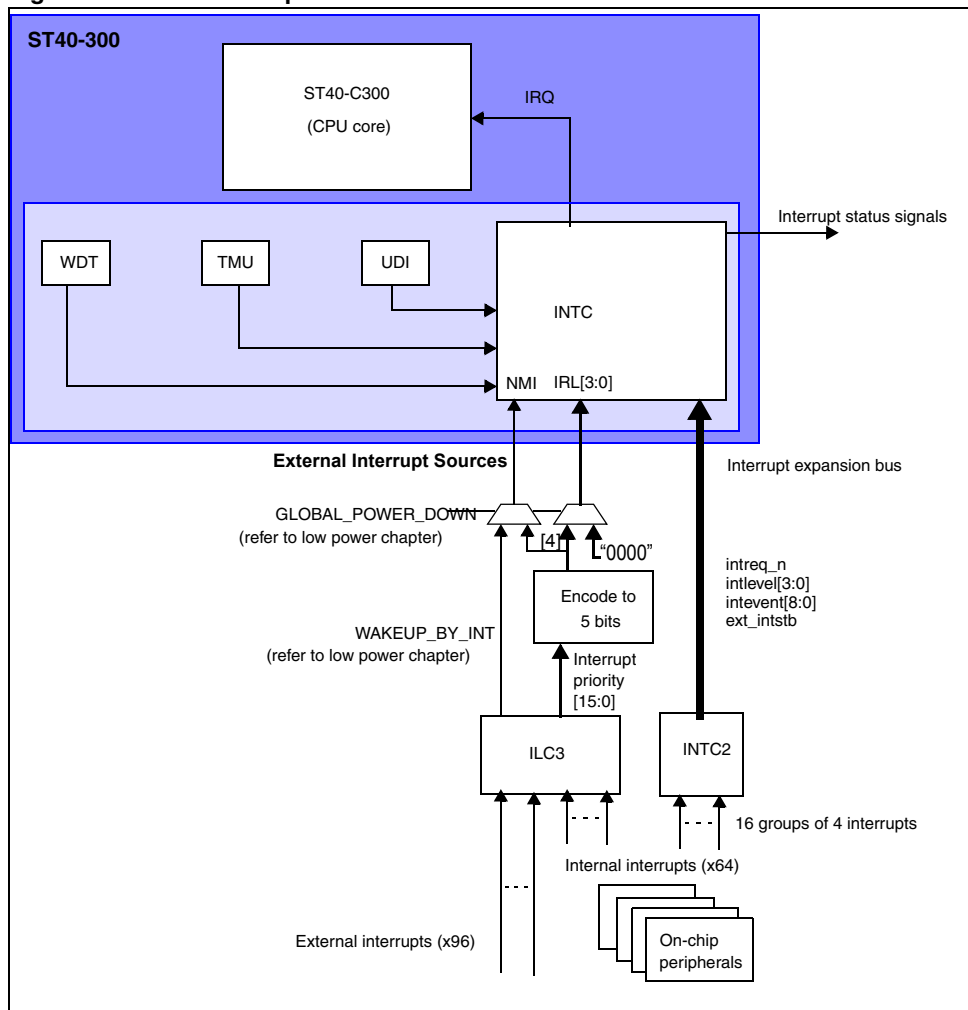 ST40-300
ST40-C300
(CPU core)
IRQ
Interrupt status signals
WDT
TMU
UDI
INTC
NMI
IRL[3:0]
External Interrupt Sources
Interrupt expansion bus
GLOBAL_POWER_DOWN
(refer to low power chapter)
[4]
“0000”
intreq_n
intlevel[3:0]
intevent[8:0]
ext_intstb
Encode to
5 bits
WAKEUP_BY_INT
(refer to low power chapter)
Interrupt
priority
[15:0]
ILC3
INTC2
16 groups of 4 interrupts
Internal interrupts (x64)
External interrupts (x96)
On-chip
peripherals